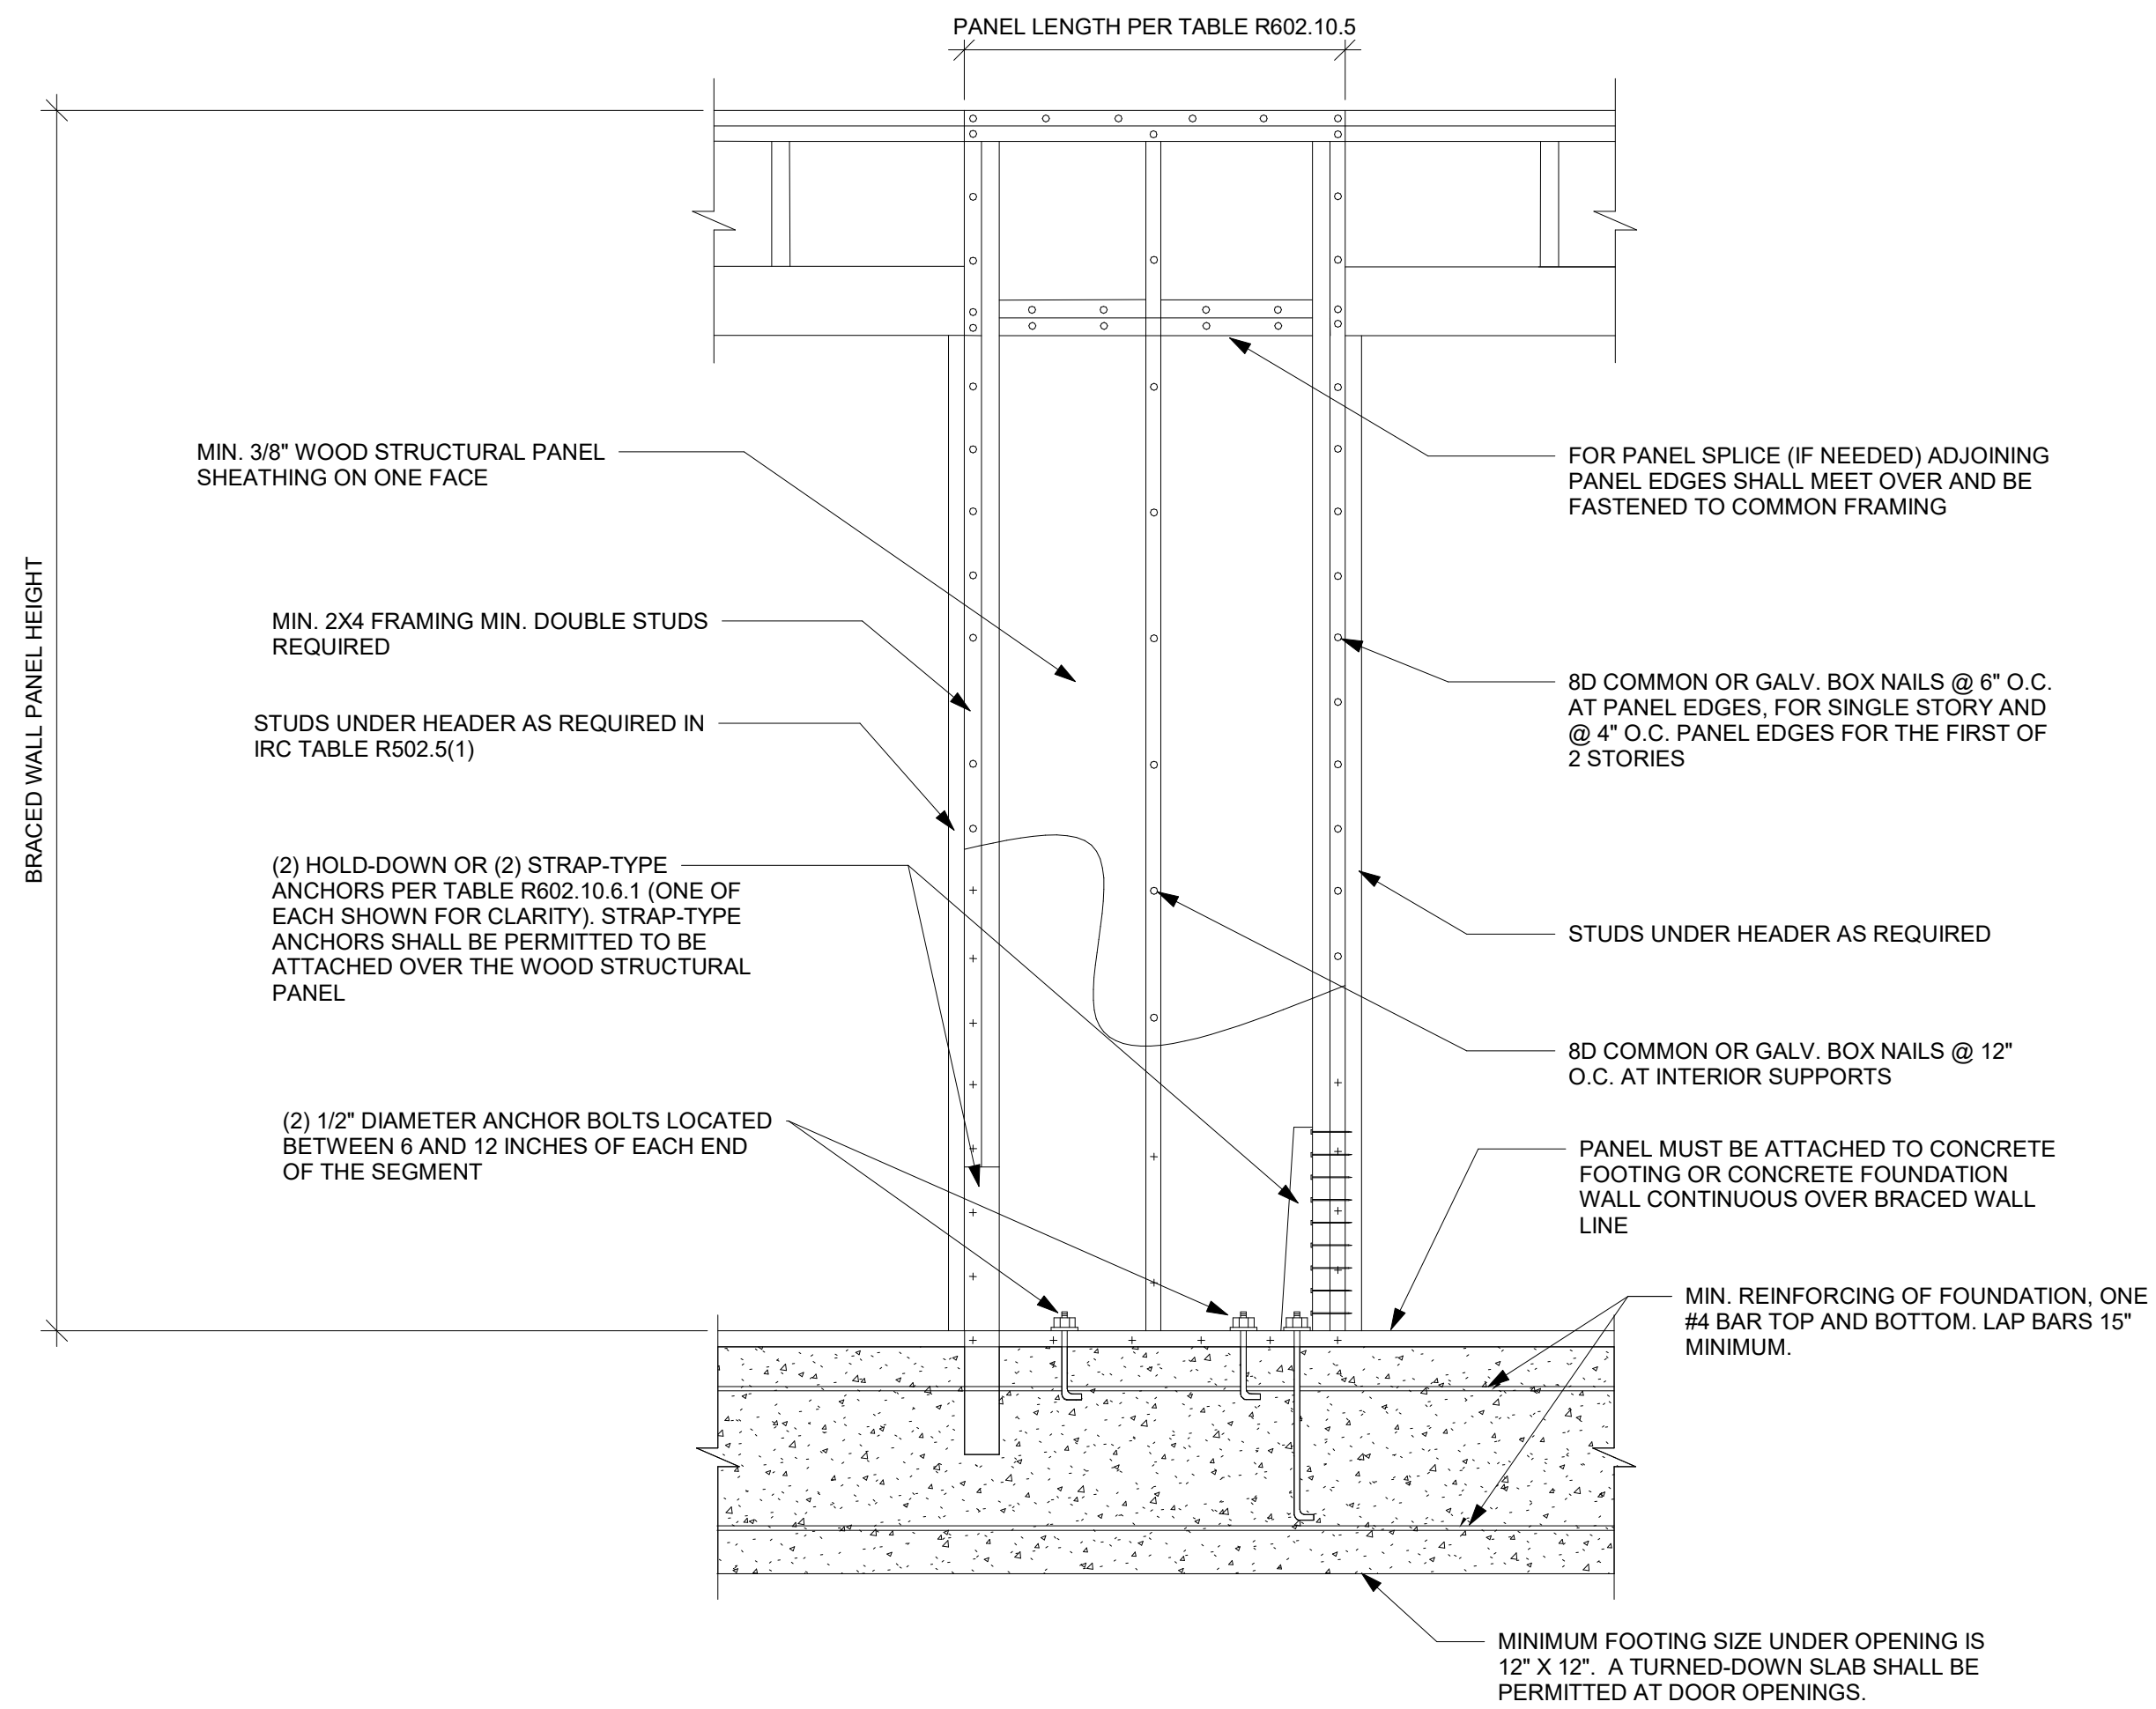 PANEL LENGTH PER TABLE R602.10.5
BRACED WALL PANEL HEIGHT
MIN. 3/8" WOOD STRUCTURAL PANEL
SHEATHING ON ONE FACE
MIN. 2X4 FRAMING MIN. DOUBLE STUDS
REQUIRED
STUDS UNDER HEADER AS REQUIRED IN
IRC TABLE R502.5(1)
(2) HOLD-DOWN OR (2) STRAP-TYPE
ANCHORS PER TABLE R602.10.6.1 (ONE OF
EACH SHOWN FOR CLARITY). STRAP-TYPE
ANCHORS SHALL BE PERMITTED TO BE
ATTACHED OVER THE WOOD STRUCTURAL
PANEL
(2) 1/2" DIAMETER ANCHOR BOLTS LOCATED
BETWEEN 6 AND 12 INCHES OF EACH END
OF THE SEGMENT
FOR PANEL SPLICE (IF NEEDED) ADJOINING
PANEL EDGES SHALL MEET OVER AND BE
FASTENED TO COMMON FRAMING
8D COMMON OR GALV. BOX NAILS @ 6" O.C.
AT PANEL EDGES, FOR SINGLE STORY AND
@ 4" O.C. PANEL EDGES FOR THE FIRST OF
2 STORIES
STUDS UNDER HEADER AS REQUIRED
8D COMMON OR GALV. BOX NAILS @ 12"
O.C. AT INTERIOR SUPPORTS
PANEL MUST BE ATTACHED TO CONCRETE
FOOTING OR CONCRETE FOUNDATION
WALL CONTINUOUS OVER BRACED WALL
LINE
MIN. REINFORCING OF FOUNDATION, ONE
#4 BAR TOP AND BOTTOM. LAP BARS 15"
MINIMUM.
MINIMUM FOOTING SIZE UNDER OPENING IS
12" X 12". A TURNED-DOWN SLAB SHALL BE
PERMITTED AT DOOR OPENINGS.